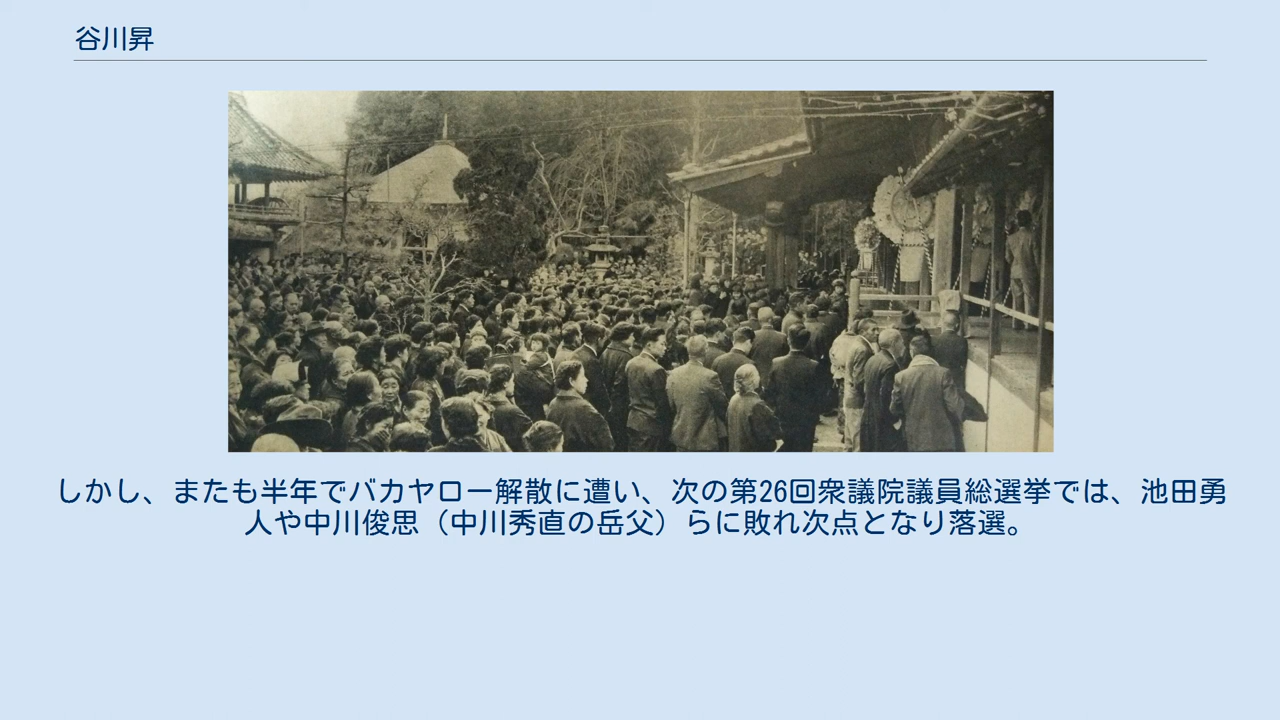 谷川昇
しかし、またも半年でバカヤロー解散に遭い、次の第26回衆議院議員総選挙では、池田勇
人や中川俊思（中川秀直の岳父）らに敗れ次点となり落選。